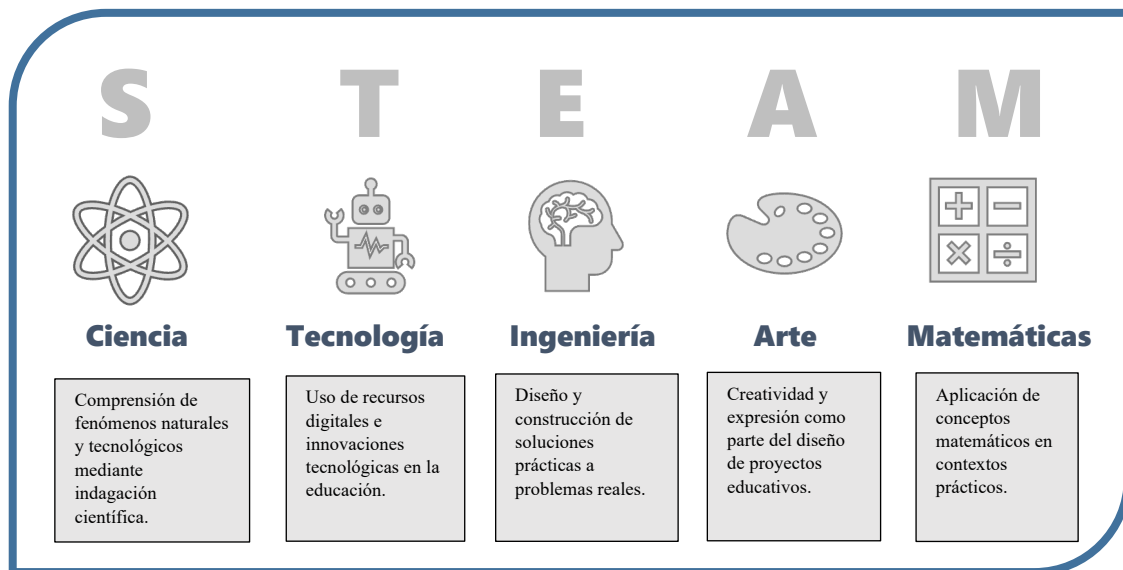 S T E A M
Ciencia Tecnología Ingeniería Arte Matemáticas
Comprensión de
fenómenos naturales
y tecnológicos
mediante
indagación
científica.
Uso de recursos
digitales e
innovaciones
tecnológicas en la
educación.
Diseño y
construcción de
soluciones
prácticas a
problemas reales.
Creatividad y
expresión como
parte del diseño
de proyectos
educativos.
Aplicación de
conceptos
matemáticos en
contextos
prácticos.